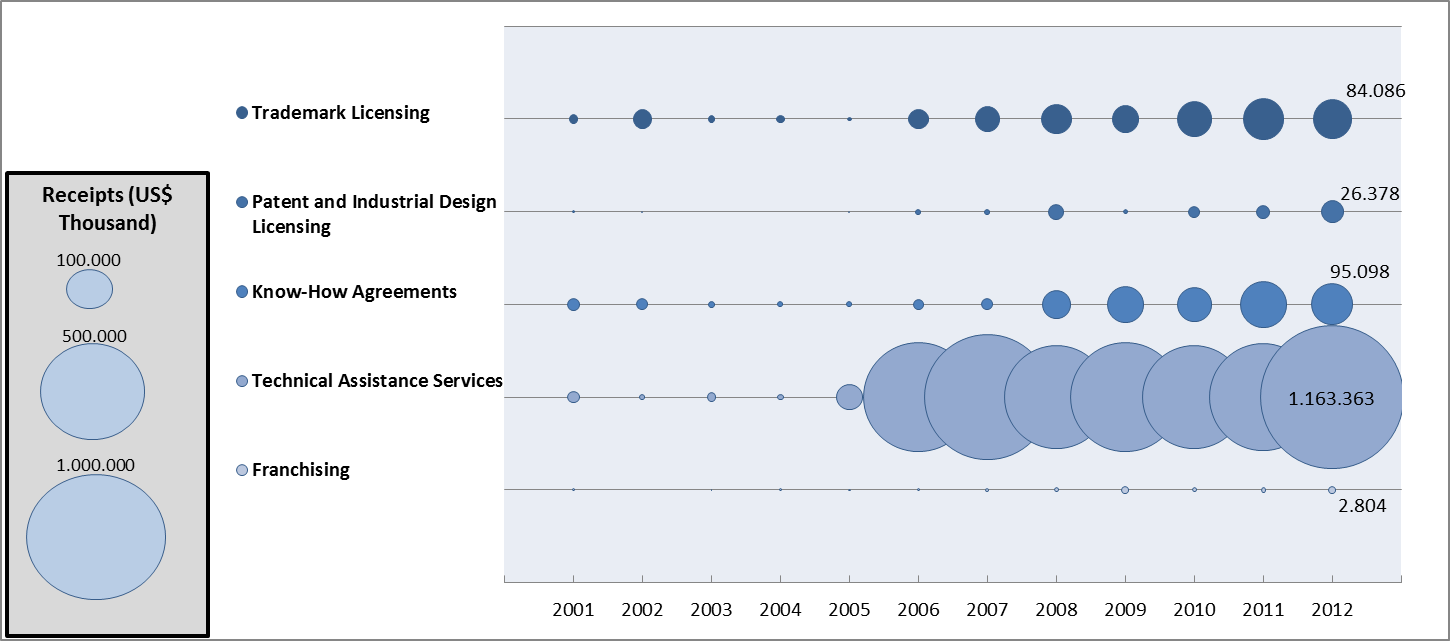 Receipts (US$
Thousand)
100.000
500.000
1.000.000
Trademark Licensing
Patent and Industrial Design
Licensing
Know-How Agreements
Technical Assistance Services
Franchising
84.086
26.378
95.098
1.163.363
2.804
2001 2002 2003 2004 2005 2006 2007 2008 2009 2010 2011 2012